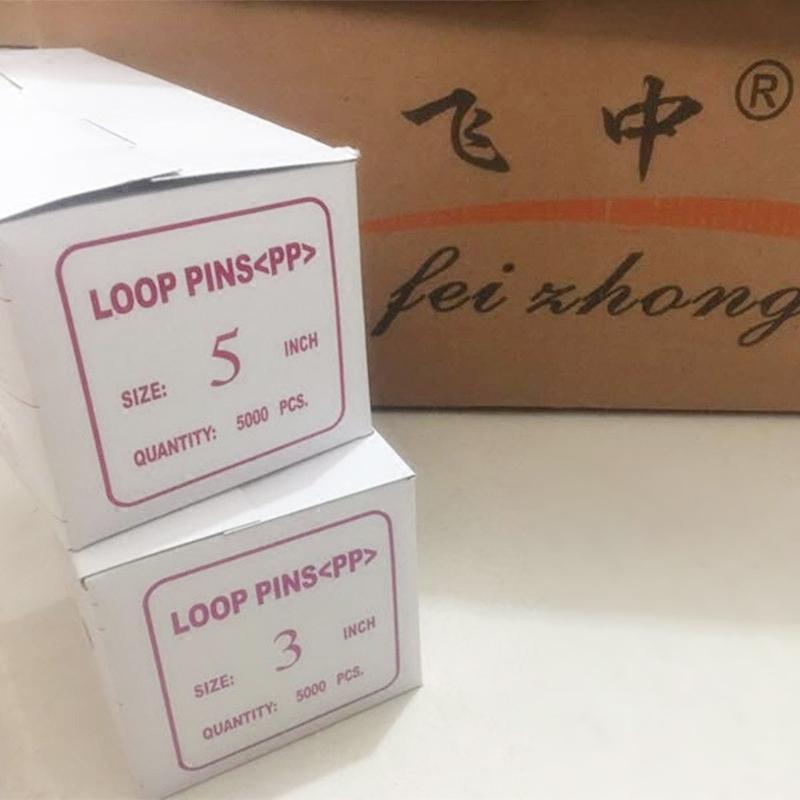 飞中®
fei zhong
LOOP PINS<PP>
SIZE: 5 INCH
QUANTITY: 5000 PCS.
LOOP PINS<PP>
SIZE: 3 INCH
QUANTITY: 5000 PCS.